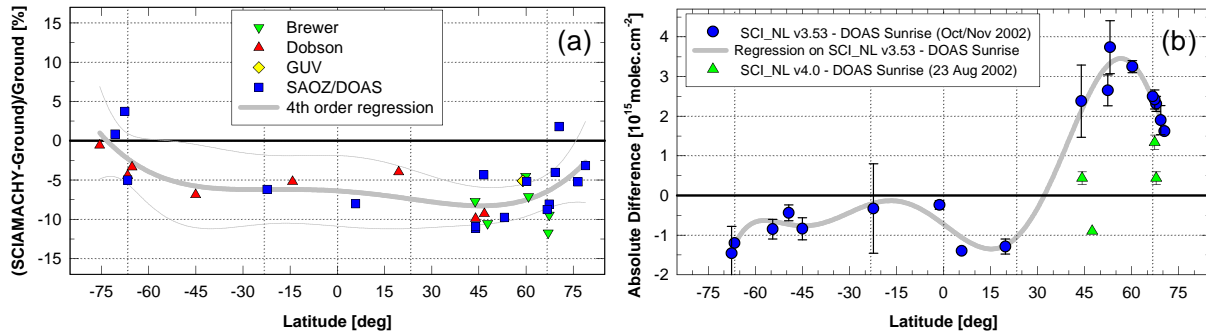 (SCIAMACHY-Ground)/Ground [%]
15
10
5
0
-5
-10
-15
(a)
Brewer
Dobson
GUV
SAOZ/DOAS
4th order regression
-75 -60 -45 -30 -15 0 15 30 45 60 75
Latitude [deg]
Absolute Difference [10^15 molec.cm^-2]
4
3
2
1
0
-1
-2
(b)
SCI_NL v3.53 - DOAS Sunrise (Oct/Nov 2002)
Regression on SCI_NL v3.53 - DOAS Sunrise
SCI_NL v4.0 - DOAS Sunrise (23 Aug 2002)
-75 -60 -45 -30 -15 0 15 30 45 60 75
Latitude [deg]